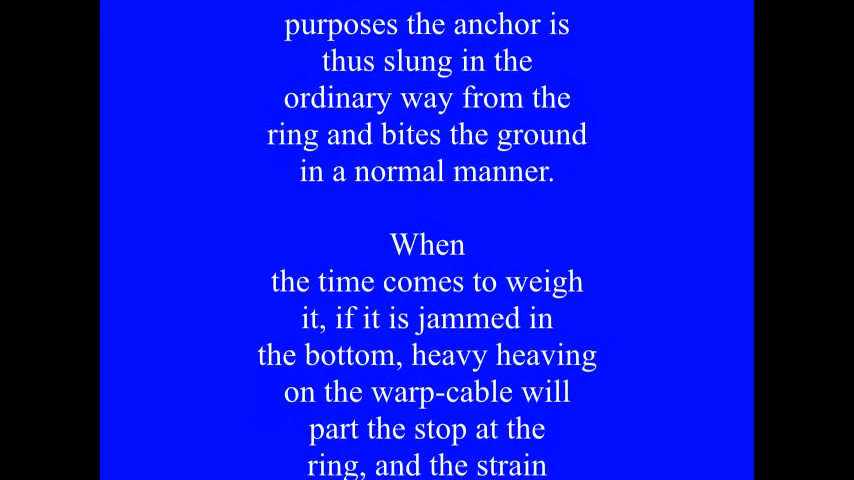 purposes the anchor is
thus slung in the
ordinary way from the
ring and bites the ground
in a normal manner.
When
the time comes to weigh
it, if it is jammed in
the bottom, heavy heaving
on the warp-cable will
part the stop at the
ring, and the strain